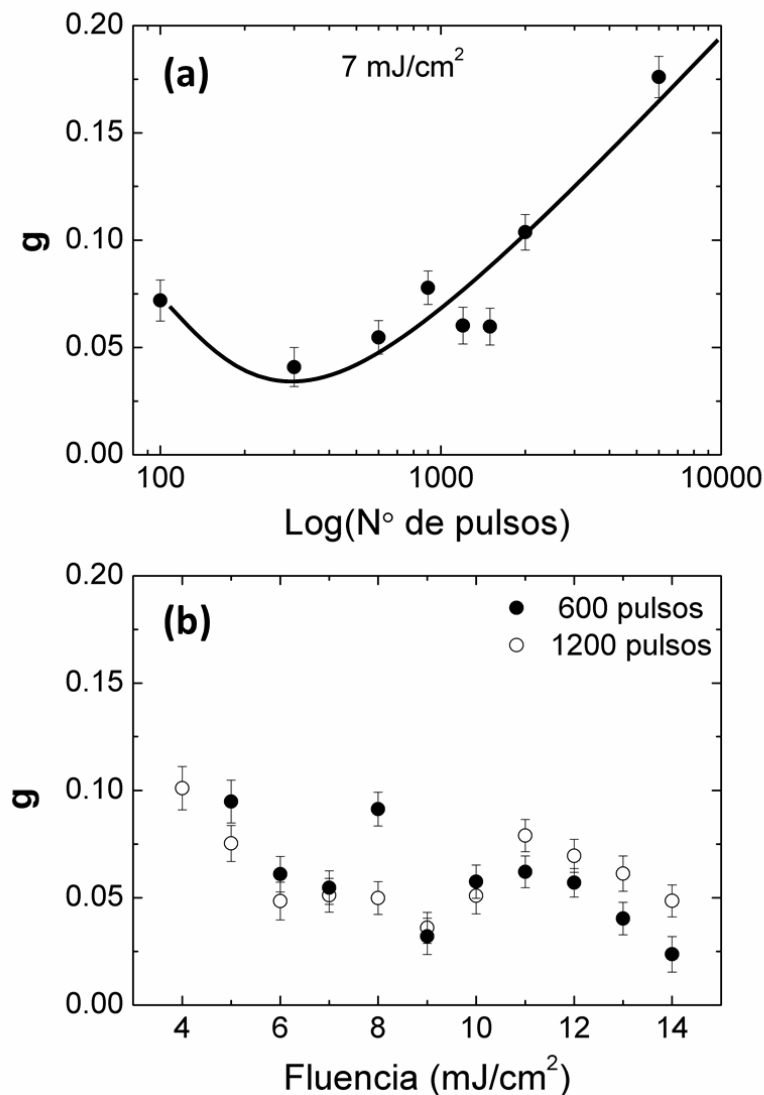 (a)
7 mJ/cm²
0.20
0.15
0.10
0.05
0.00
g
100
1000
10000
Log(N° de pulsos)
(b)
600 pulsos
1200 pulsos
0.20
0.15
0.10
0.05
0.00
g
4
6
8
10
12
14
Fluencia (mJ/cm²)